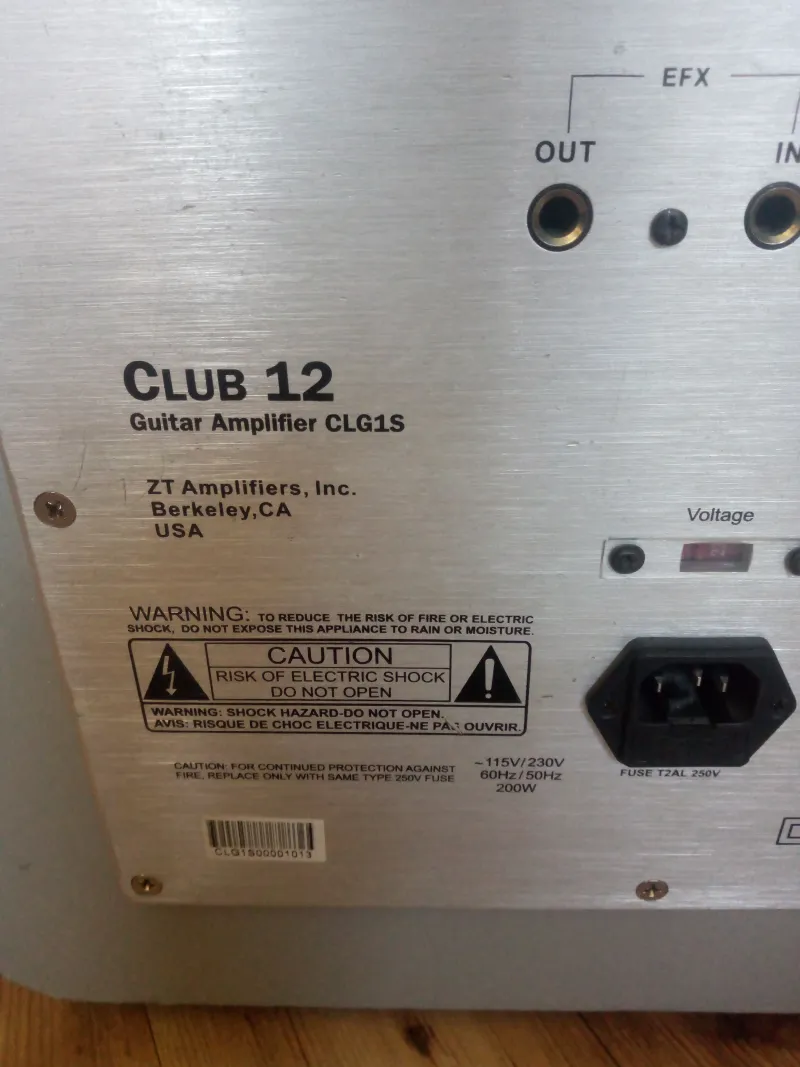 EFX
OUT
IN
CLUB 12
Guitar Amplifier CLG1S
ZT Amplifiers, Inc.
Berkeley,CA
USA
Voltage
WARNING: TO REDUCE THE RISK OF FIRE OR ELECTRIC
SHOCK, DO NOT EXPOSE THIS APPLIANCE TO RAIN OR MOISTURE.
CAUTION
RISK OF ELECTRIC SHOCK
DO NOT OPEN
WARNING: SHOCK HAZARD-DO NOT OPEN.
AVIS: RISQUE DE CHOC ELECTRIQUE-NE PAS OUVRIR.
CAUTION: FOR CONTINUED PROTECTION AGAINST
FIRE, REPLACE ONLY WITH SAME TYPE 250V FUSE
~115V/230V
60Hz/50Hz
200W
FUSE T2AL 250V
CLG1S00001013